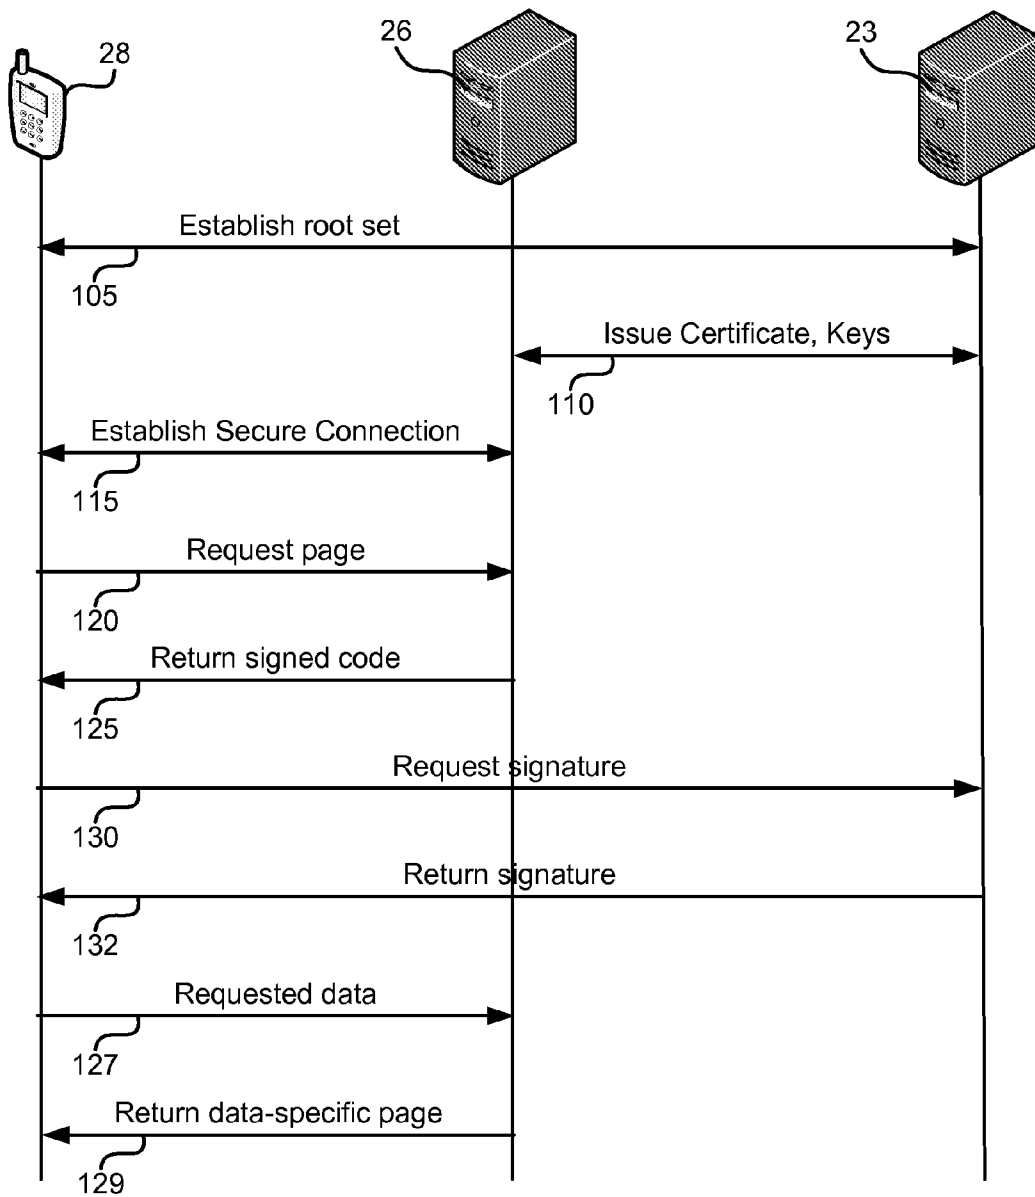 28
26
23
Establish root set
105
Issue Certificate, Keys
110
Establish Secure Connection
115
Request page
120
Return signed code
125
Request signature
130
Return signature
132
Requested data
127
Return data-specific page
129